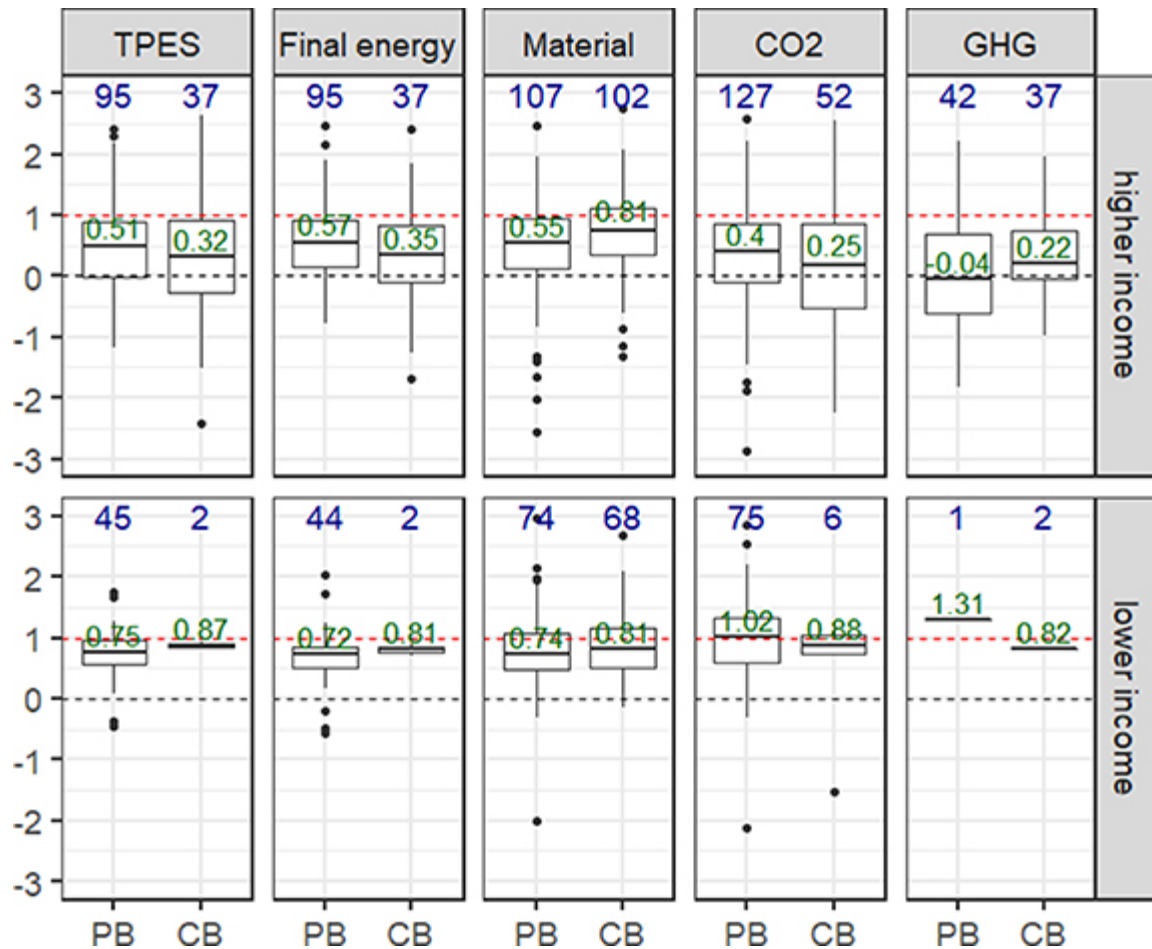 TPES Final energy Material CO2 GHG
95 37 95 37 107 102 127 52 42 37
3
2
1
0
-1
-2
-3
0.51 0.32 0.57 0.35 0.55 0.81 0.4 0.25 -0.04 0.22
higher income
45 2 44 2 74 68 75 6 1 2
3
2
1
0
-1
-2
-3
0.75 0.87 0.72 0.81 0.74 0.81 1.02 0.88 1.31 0.82
lower income
PB CB PB CB PB CB PB CB PB CB